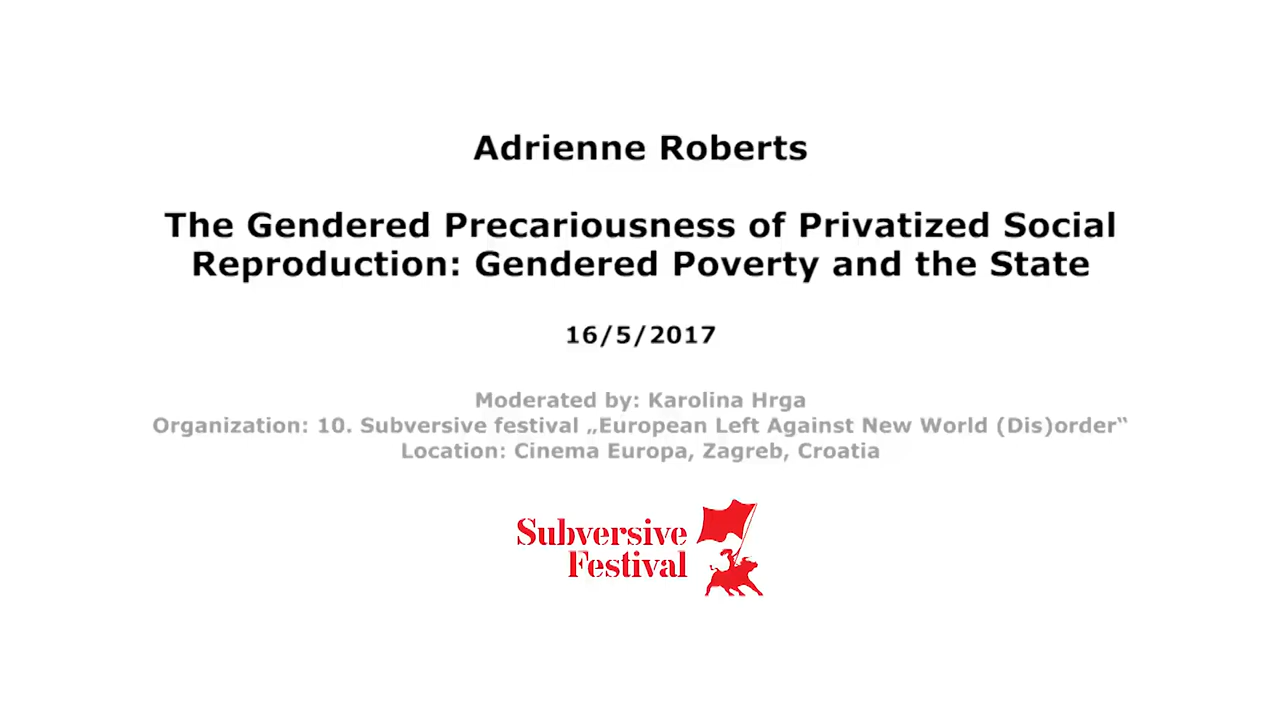 Adrienne Roberts
The Gendered Precariousness of Privatized Social
Reproduction: Gendered Poverty and the State
16/5/2017
Moderated by: Karolina Hrga
Organization: 10. Subversive festival „European Left Against New World (Dis)order“
Location: Cinema Europa, Zagreb, Croatia
Subversive
Festival